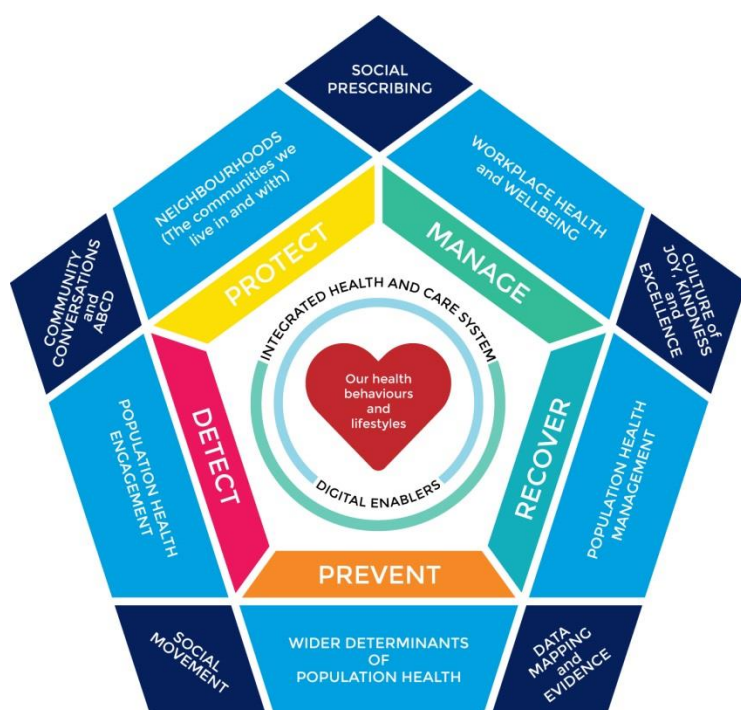 SOCIAL
PRESCRIBING
NEIGHBOURHOODS
(The communities we
live in and with)
WORKPLACE HEALTH
and WELLBEING
PROTECT
MANAGE
COMMUNITY
CONVERSATIONS
and
ABCD
CULTURE of
JOY, KINDNESS
and
EXCELLENCE
INTEGRATED HEALTH AND CARE SYSTEM
Our health
behaviours
and
lifestyles
DIGITAL ENABLERS
DETECT
RECOVER
POPULATION HEALTH
ENGAGEMENT
POPULATION HEALTH
MANAGEMENT
PREVENT
SOCIAL
MOVEMENT
WIDER DETERMINANTS
OF
POPULATION HEALTH
DATA
MAPPING
and
EVIDENCE